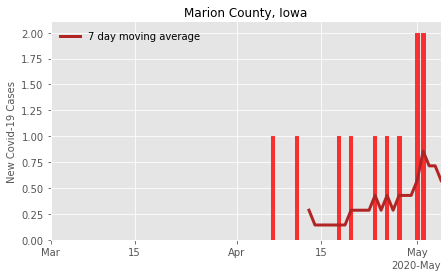 Marion County, Iowa
7 day moving average
New Covid-19 Cases
2.00
1.75
1.50
1.25
1.00
0.75
0.50
0.25
0.00
Mar
15
Apr
15
May
2020-May